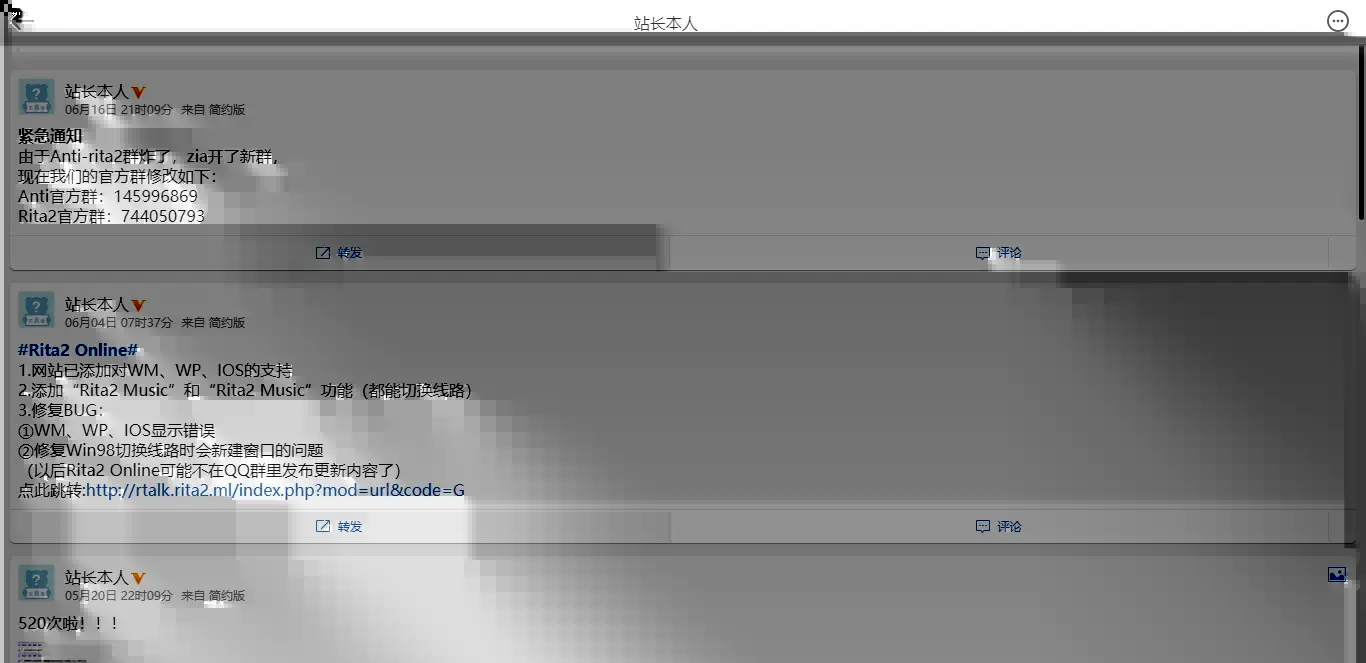 站长本人
站长本人
06月16日 21时09分 来自 简约版
紧急通知
由于Anti-rita2群炸了，zia开了新群，
现在我们的官方群修改如下：
Anti官方群：145996869
Rita2官方群：744050793
转发 评论
站长本人
06月04日 07时37分 来自 简约版
#Rita2 Online#
1.网站已添加对WM、WP、IOS的支持
2.添加“Rita2 Music”和“Rita2 Music”功能（都能切换线路）
3.修复BUG：
①WM、WP、IOS显示错误
②修复Win98切换线路时会新建窗口的问题
（以后Rita2 Online可能不在QQ群里发布更新内容了）
点此跳转:http://rtalk.rita2.ml/index.php?mod=url&code=G
转发 评论
站长本人
05月20日 22时09分 来自 简约版
520次啦！！！